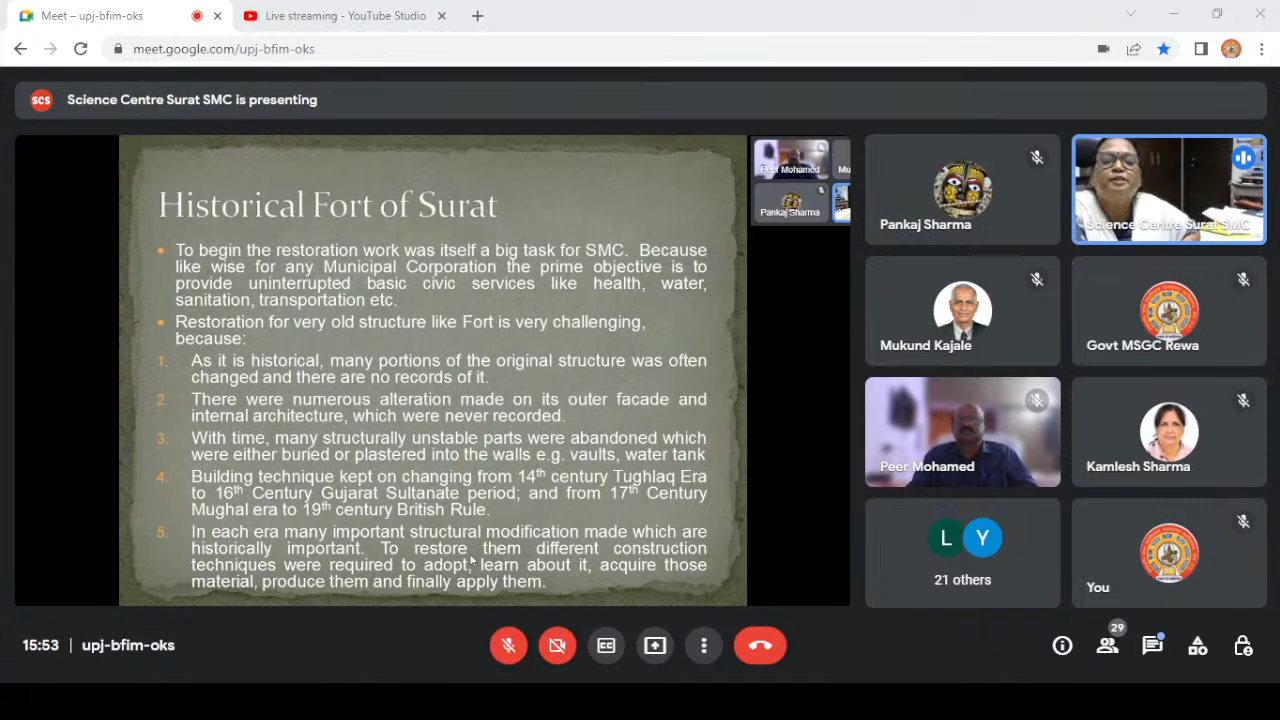 Meet – upj-bfim-oks
Live streaming - YouTube Studio
meet.google.com/upj-bfim-oks
SCS
Science Centre Surat SMC is presenting
Historical Fort of Surat
To begin the restoration work was itself a big task for SMC. Because
like wise for any Municipal Corporation the prime objective is to
provide uninterrupted basic civic services like health, water,
sanitation, transportation etc.
Restoration for very old structure like Fort is very challenging,
because:
1. As it is historical, many portions of the original structure was often
changed and there are no records of it.
2. There were numerous alteration made on its outer facade and
internal architecture, which were never recorded.
3. With time, many structurally unstable parts were abandoned which
were either buried or plastered into the walls e.g. vaults, water tank
4. Building technique kept on changing from 14th century Tughlaq Era
to 16th Century Gujarat Sultanate period; and from 17th Century
Mughal era to 19th century British Rule.
5. In each era many important structural modification made which are
historically important. To restore them different construction
techniques were required to adopt, learn about it, acquire those
material, produce them and finally apply them.
Peer Mohamed
Mu
Pankaj Sharma
Pankaj Sharma
Science Centre Surat SMC
Mukund Kajale
Govt MSGC Rewa
Peer Mohamed
Kamlesh Sharma
L
Y
21 others
You
15:53 | upj-bfim-oks
CC
29